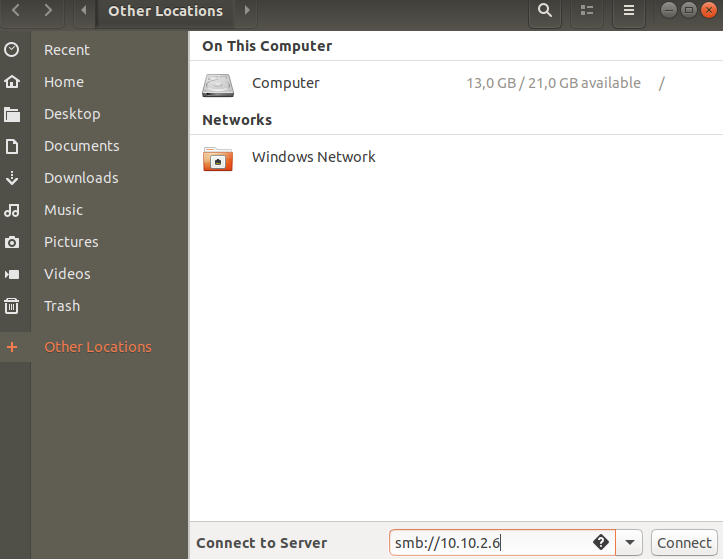 Other Locations
Recent
Home
Desktop
Documents
Downloads
Music
Pictures
Videos
Trash
Other Locations
On This Computer
Computer 13,0 GB / 21,0 GB available /
Networks
Windows Network
Connect to Server smb://10.10.2.6 Connect